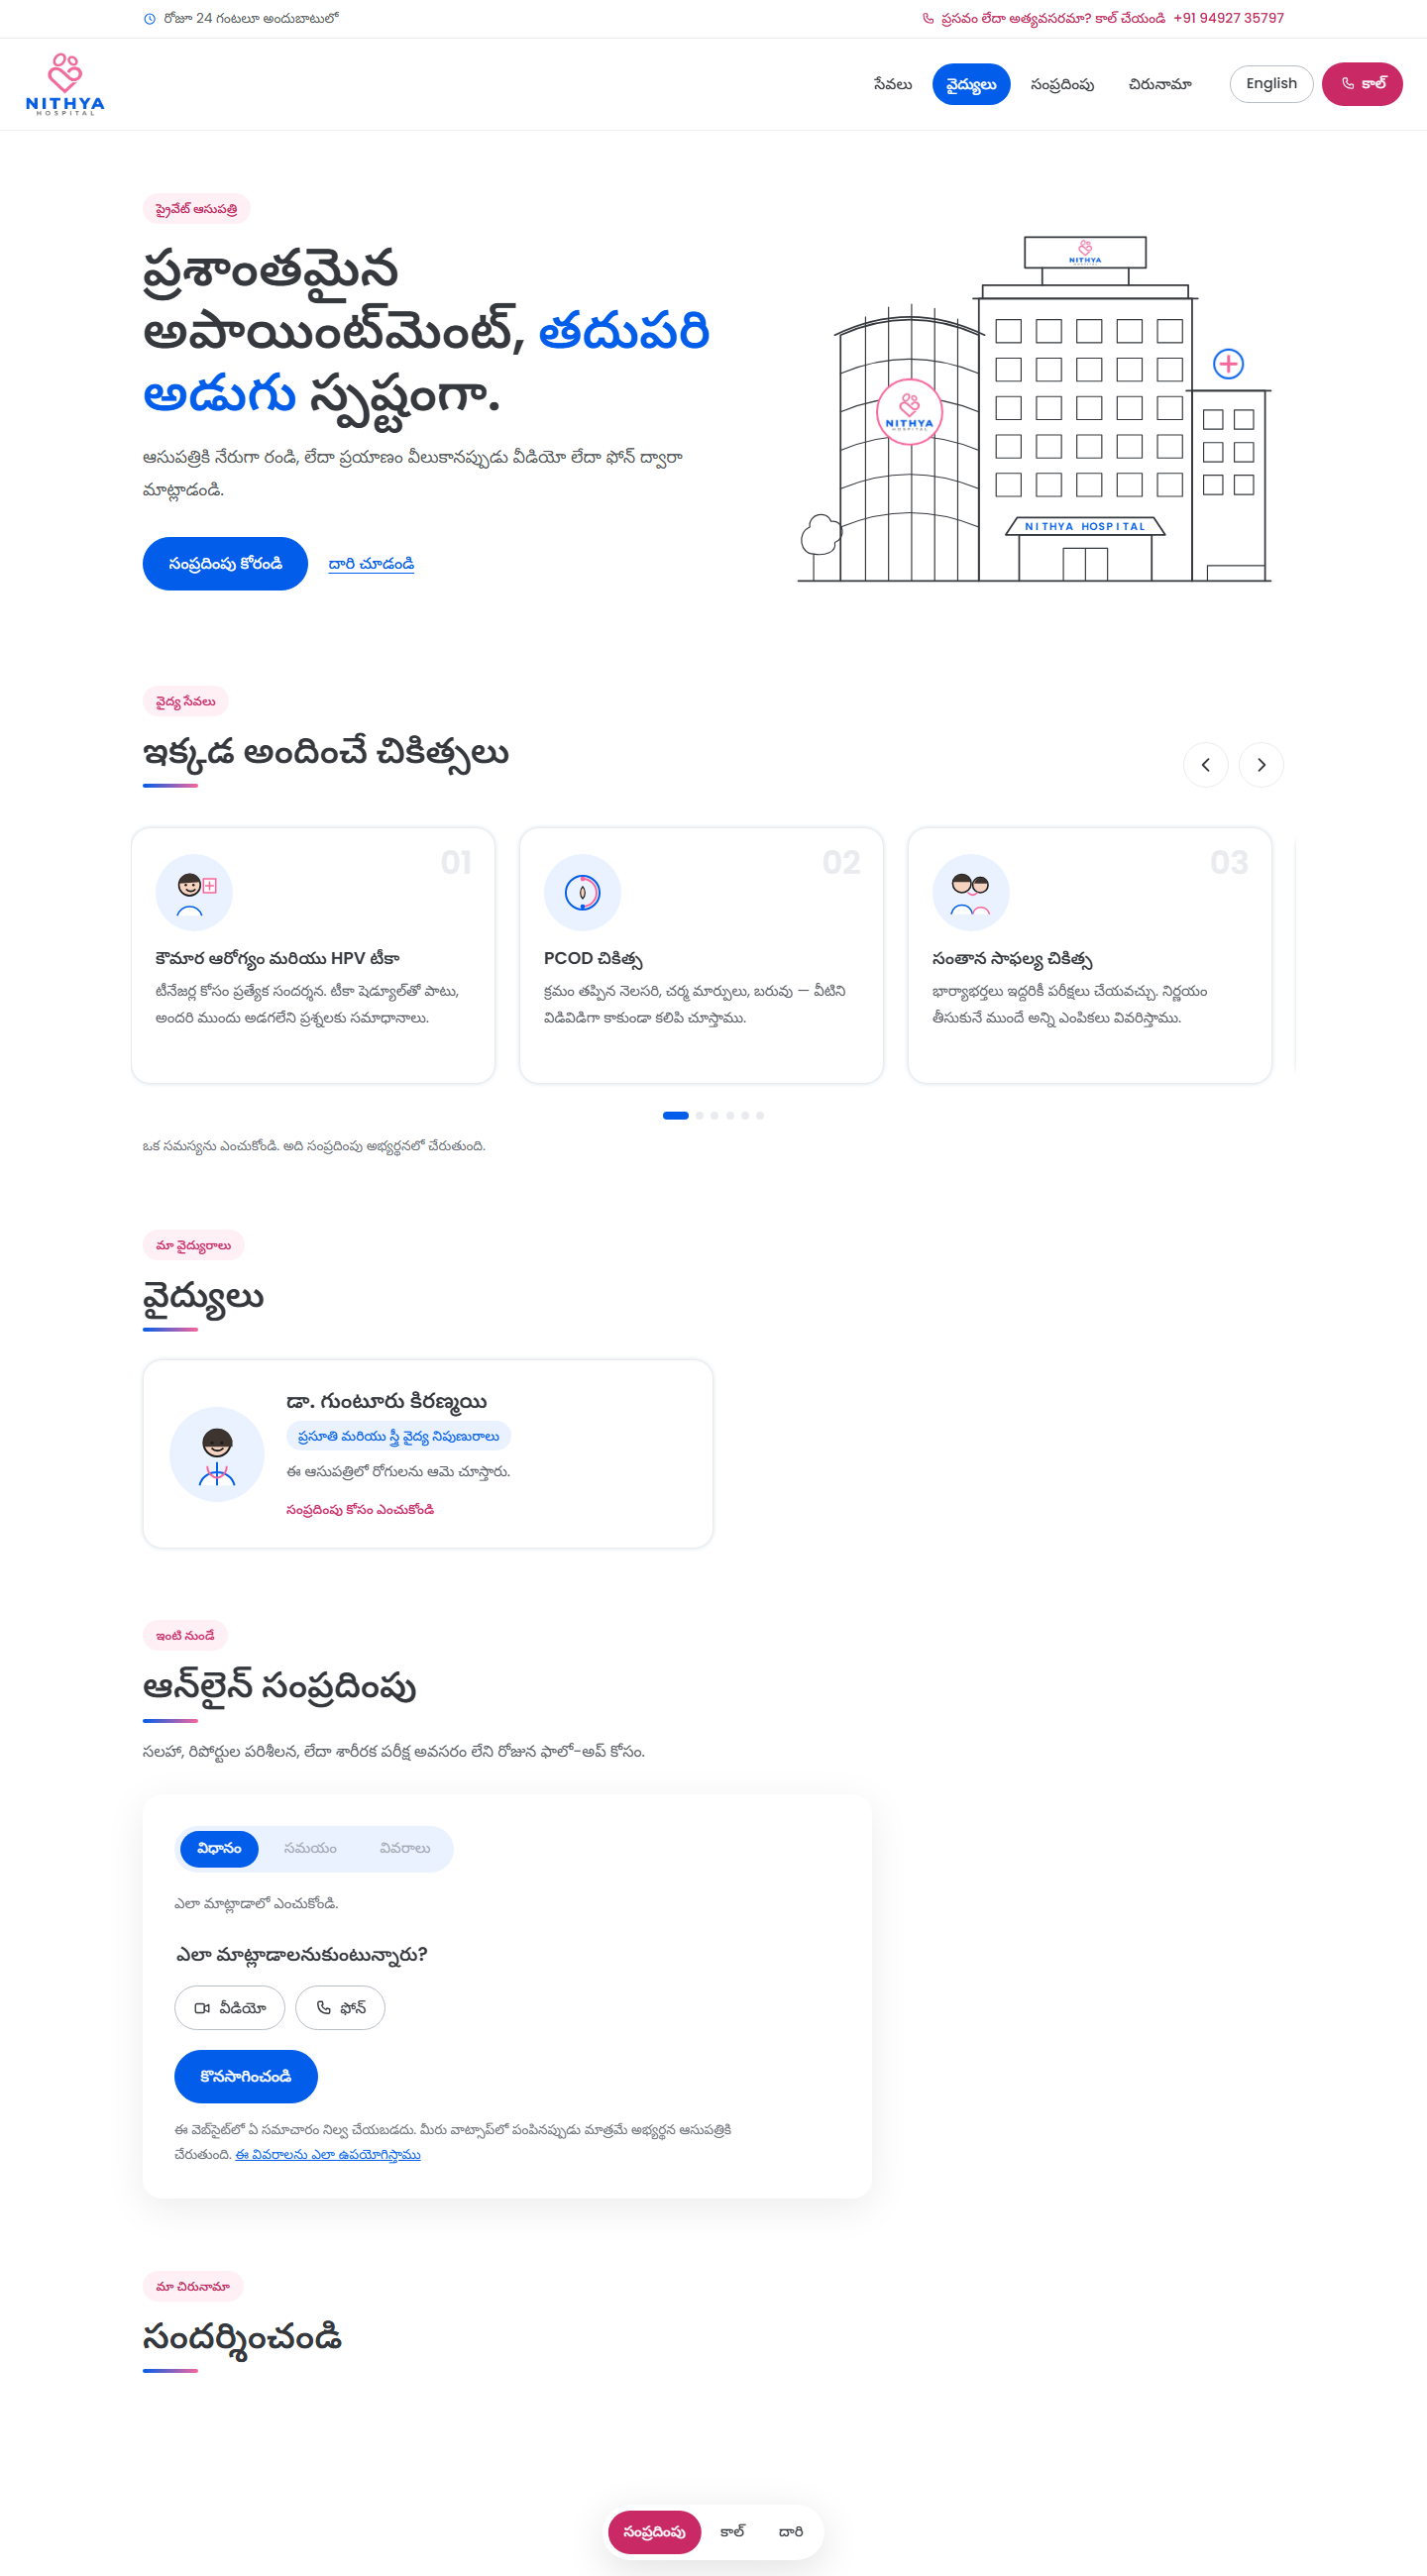 రోజూ 24 గంటలూ అందుబాటులో
ప్రసవం లేదా అత్యవసరమా? కాల్ చేయండి +91 94927 35797
NITHYA
HOSPITAL
సేవలు
వైద్యులు
సంప్రదింపు
చిరునామా
English
కాల్
ప్రైవేట్ ఆసుపత్రి
ప్రశాంతమైన
అపాయింట్‌మెంట్, తదుపరి
అడుగు స్పష్టంగా.
ఆసుపత్రికి నేరుగా రండి, లేదా ప్రయాణం వీలుకానప్పుడు వీడియో లేదా ఫోన్ ద్వారా
మాట్లాడండి.
సంప్రదింపు కోరండి
దారి చూడండి
NITHYA
HOSPITAL
NITHYA
HOSPITAL
NITHYA HOSPITAL
వైద్య సేవలు
ఇక్కడ అందించే చికిత్సలు
01
కౌమార ఆరోగ్యం మరియు HPV టీకా
టీనేజర్ల కోసం ప్రత్యేక సందర్శన. టీకా షెడ్యూల్‌తో పాటు,
అందరి ముందు అడగలేని ప్రశ్నలకు సమాధానాలు.
02
PCOD చికిత్స
క్రమం తప్పిన నెలసరి, చర్మ మార్పులు, బరువు — వీటిని
విడివిడిగా కాకుండా కలిపి చూస్తాము.
03
సంతాన సాఫల్య చికిత్స
భార్యాభర్తలు ఇద్దరికీ పరీక్షలు చేయవచ్చు. నిర్ణయం
తీసుకునే ముందే అన్ని ఎంపికలు వివరిస్తాము.
ఒక సమస్యను ఎంచుకోండి. అది సంప్రదింపు అభ్యర్థనలో చేరుతుంది.
మా వైద్యురాలు
వైద్యులు
డా. గుంటూరు కిరణ్మయి
ప్రసూతి మరియు స్త్రీ వైద్య నిపుణురాలు
ఈ ఆసుపత్రిలో రోగులను ఆమె చూస్తారు.
సంప్రదింపు కోసం ఎంచుకోండి
ఇంటి నుండే
ఆన్‌లైన్ సంప్రదింపు
సలహా, రిపోర్టుల పరిశీలన, లేదా శారీరక పరీక్ష అవసరం లేని రోజున ఫాలో-అప్ కోసం.
విధానం
సమయం
వివరాలు
ఎలా మాట్లాడాలో ఎంచుకోండి.
ఎలా మాట్లాడాలనుకుంటున్నారు?
వీడియో
ఫోన్
కొనసాగించండి
ఈ వెబ్‌సైట్‌లో ఏ సమాచారం నిల్వ చేయబడదు. మీరు వాట్సాప్‌లో పంపినప్పుడు మాత్రమే అభ్యర్థన ఆసుపత్రికి
చేరుతుంది. ఈ వివరాలను ఎలా ఉపయోగిస్తాము
మా చిరునామా
సందర్శించండి
సంప్రదింపు
కాల్
దారి